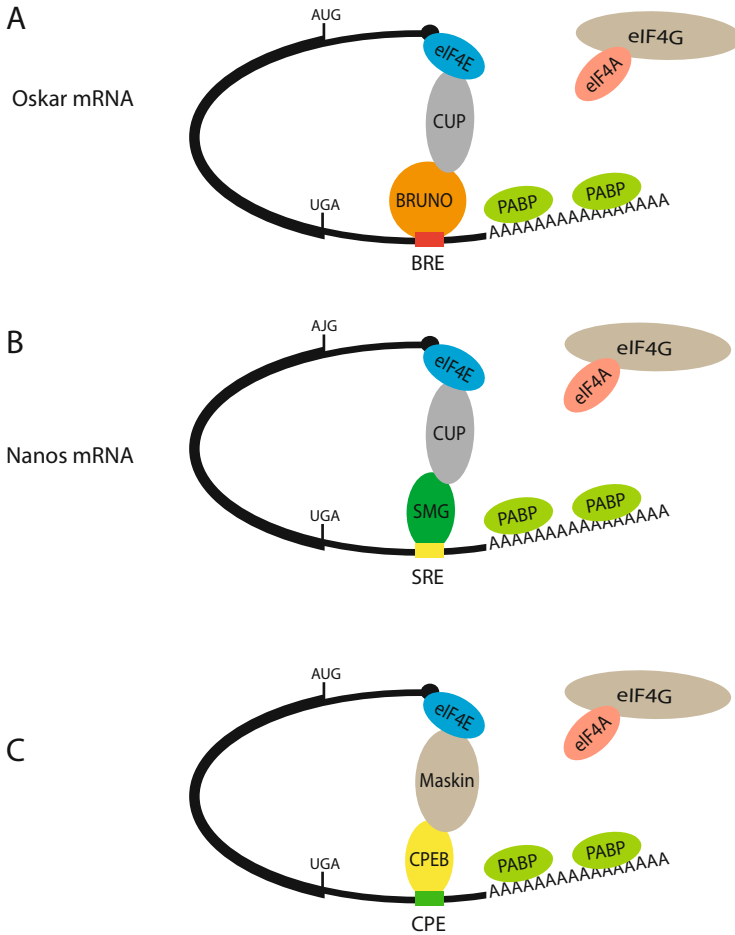 A
Oskar mRNA
AUG
eIF4E
CUP
BRUNO
BRE
UGA
PABP
PABP
AAAAAAAAAAAAAAAA
eIF4G
eIF4A
B
Nanos mRNA
AJG
eIF4E
CUP
SMG
SRE
UGA
PABP
PABP
AAAAAAAAAAAAAAAA
eIF4G
eIF4A
C
AUG
eIF4E
Maskin
CPEB
CPE
UGA
PABP
PABP
AAAAAAAAAAAAAAAA
eIF4G
eIF4A